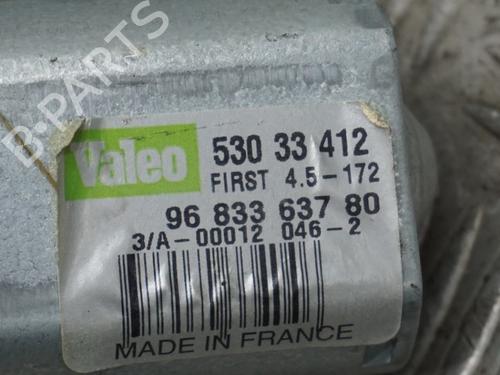 B-PARTS
Valeo 530 33 412
FIRST 4.5-172
96 833 637 80
3/A-00012 046-2
MADE IN FRANCE